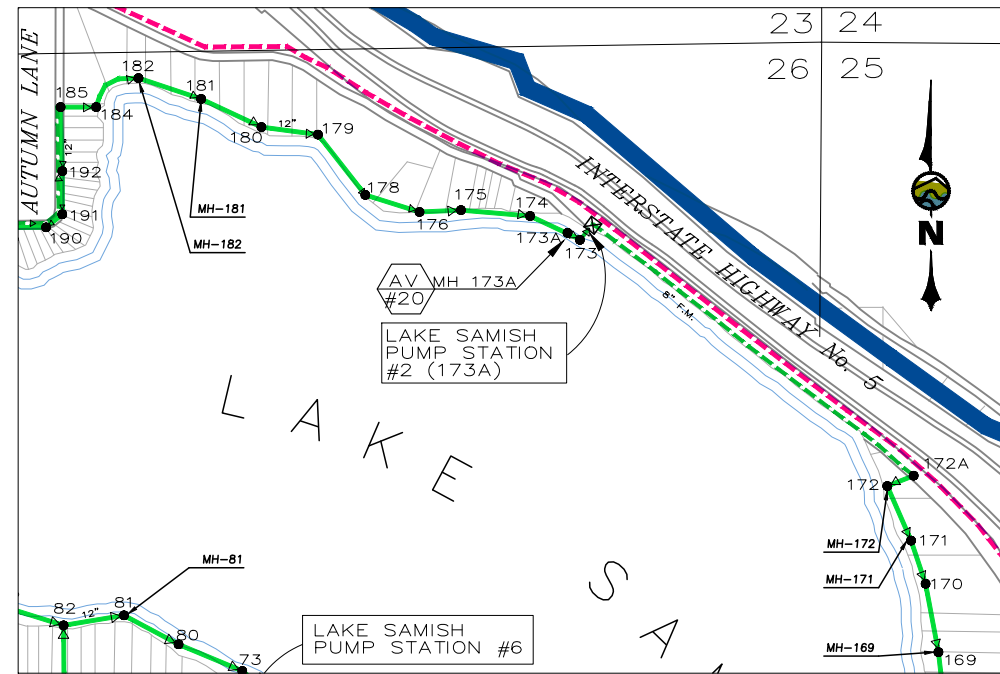 23 24
26 25
AUTUMN LANE
182
181
185
184
180
12"
179
12"
192
178
175
174
176
191
190
173A
173
MH-181
MH-182
INTERSTATE HIGHWAY No. 5
N
AV
#20
MH 173A
8" F.M.
LAKE SAMISH
PUMP STATION
#2 (173A)
L A K E
S A
172A
172
MH-172
171
MH-171
170
MH-169
169
MH-81
81
82
12"
80
73
LAKE SAMISH
PUMP STATION #6